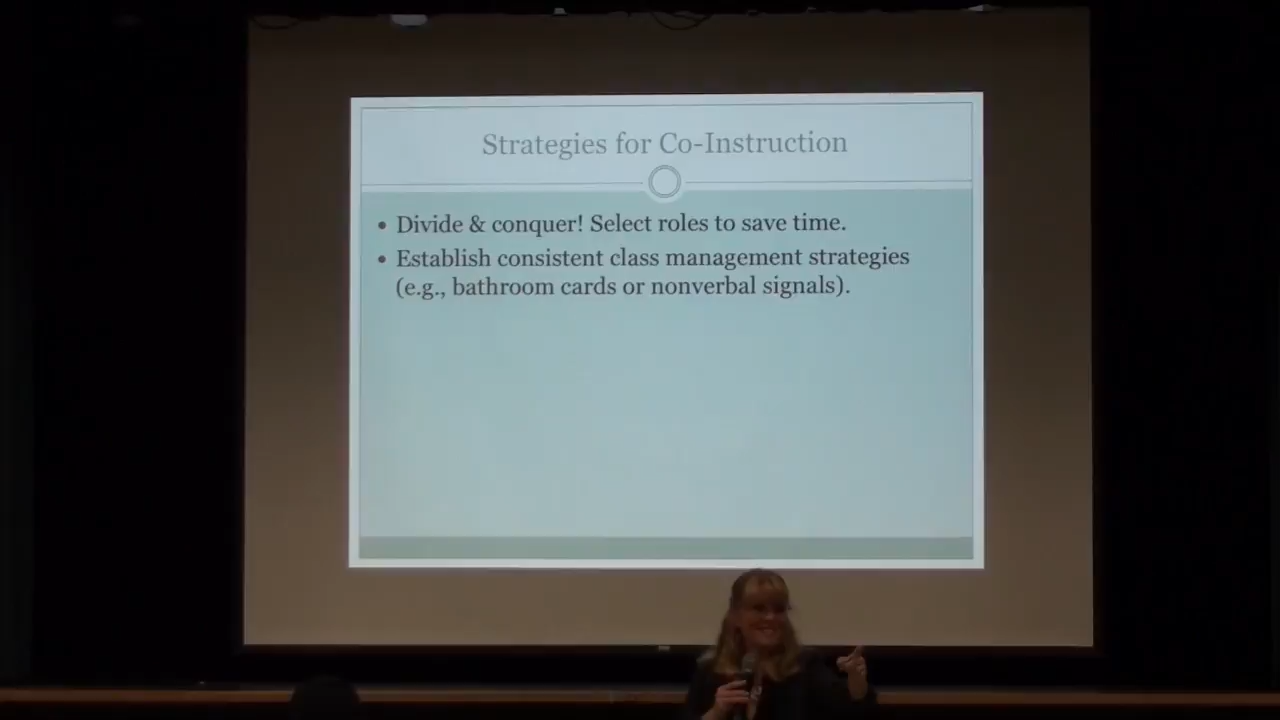 Strategies for Co-Instruction
• Divide & conquer! Select roles to save time.
• Establish consistent class management strategies
(e.g., bathroom cards or nonverbal signals).